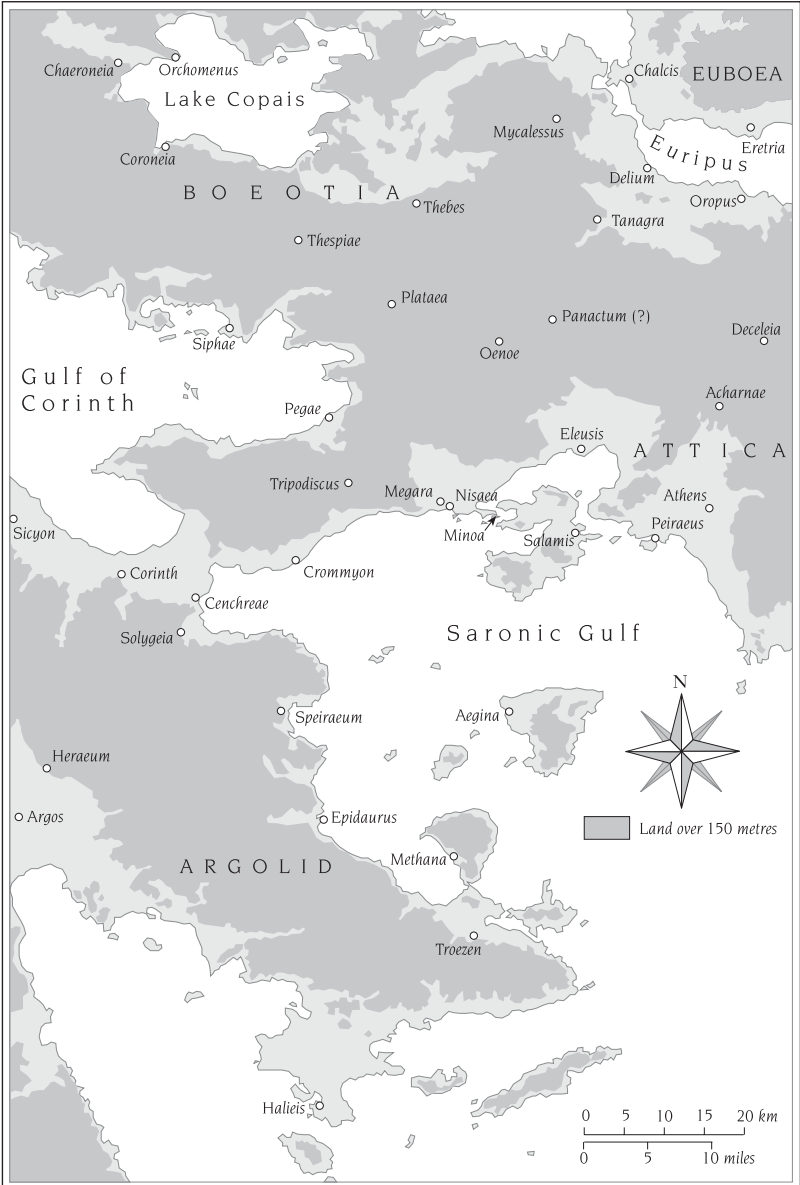 Chaeroneia
Orchomenus
Lake Copais
Coroneia
Chalcis
EUBOEA
Mycalessus
Eretria
Euripus
Delium
Oropus
BOEOTIA
Thebes
Tanagra
Thespiae
Plataea
Panactum (?)
Deceleia
Siphae
Oenoe
Gulf of
Corinth
Acharnae
Pegae
Eleusis
ATTICA
Tripodiscus
Megara
Nisaea
Athens
Sicyon
Minoa
Salamis
Peiraeus
Corinth
Crommyon
Cenchreae
Solygeia
Saronic Gulf
N
Speiraeum
Aegina
Heraeum
Argos
Epidaurus
Land over 150 metres
Methana
ARGOLID
Troezen
Halieis
0 5 10 15 20 km
0 5 10 miles